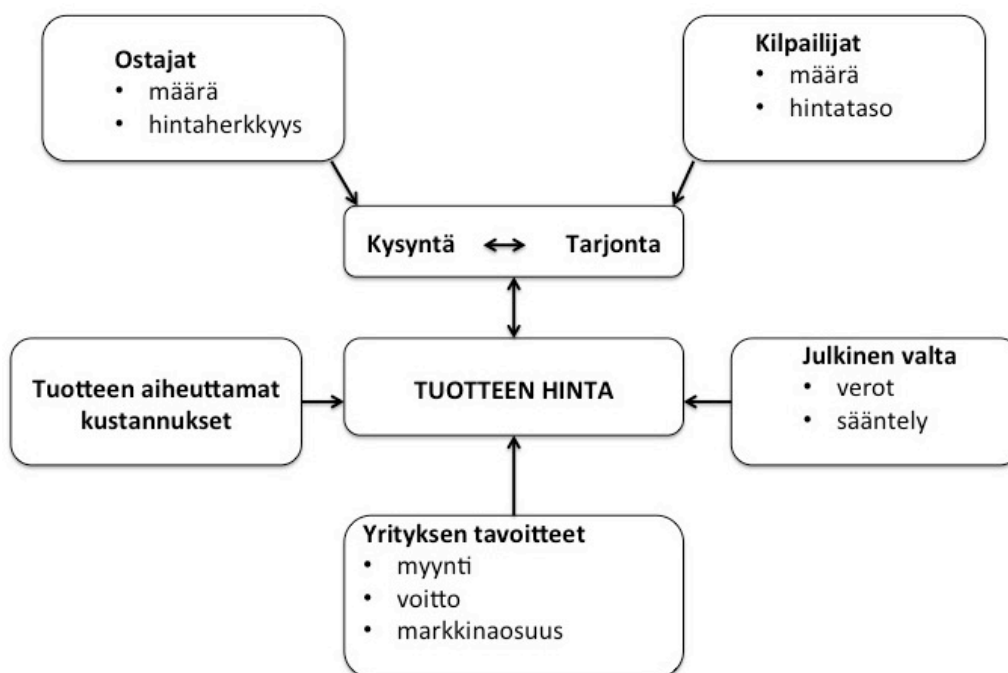 Ostajat
• määrä
• hintaherkkyys
Kilpailijat
• määrä
• hintataso
Kysyntä ↔ Tarjonta
Tuotteen aiheuttamat
kustannukset
TUOTTEEN HINTA
Julkinen valta
• verot
• sääntely
Yrityksen tavoitteet
• myynti
• voitto
• markkinaosuus